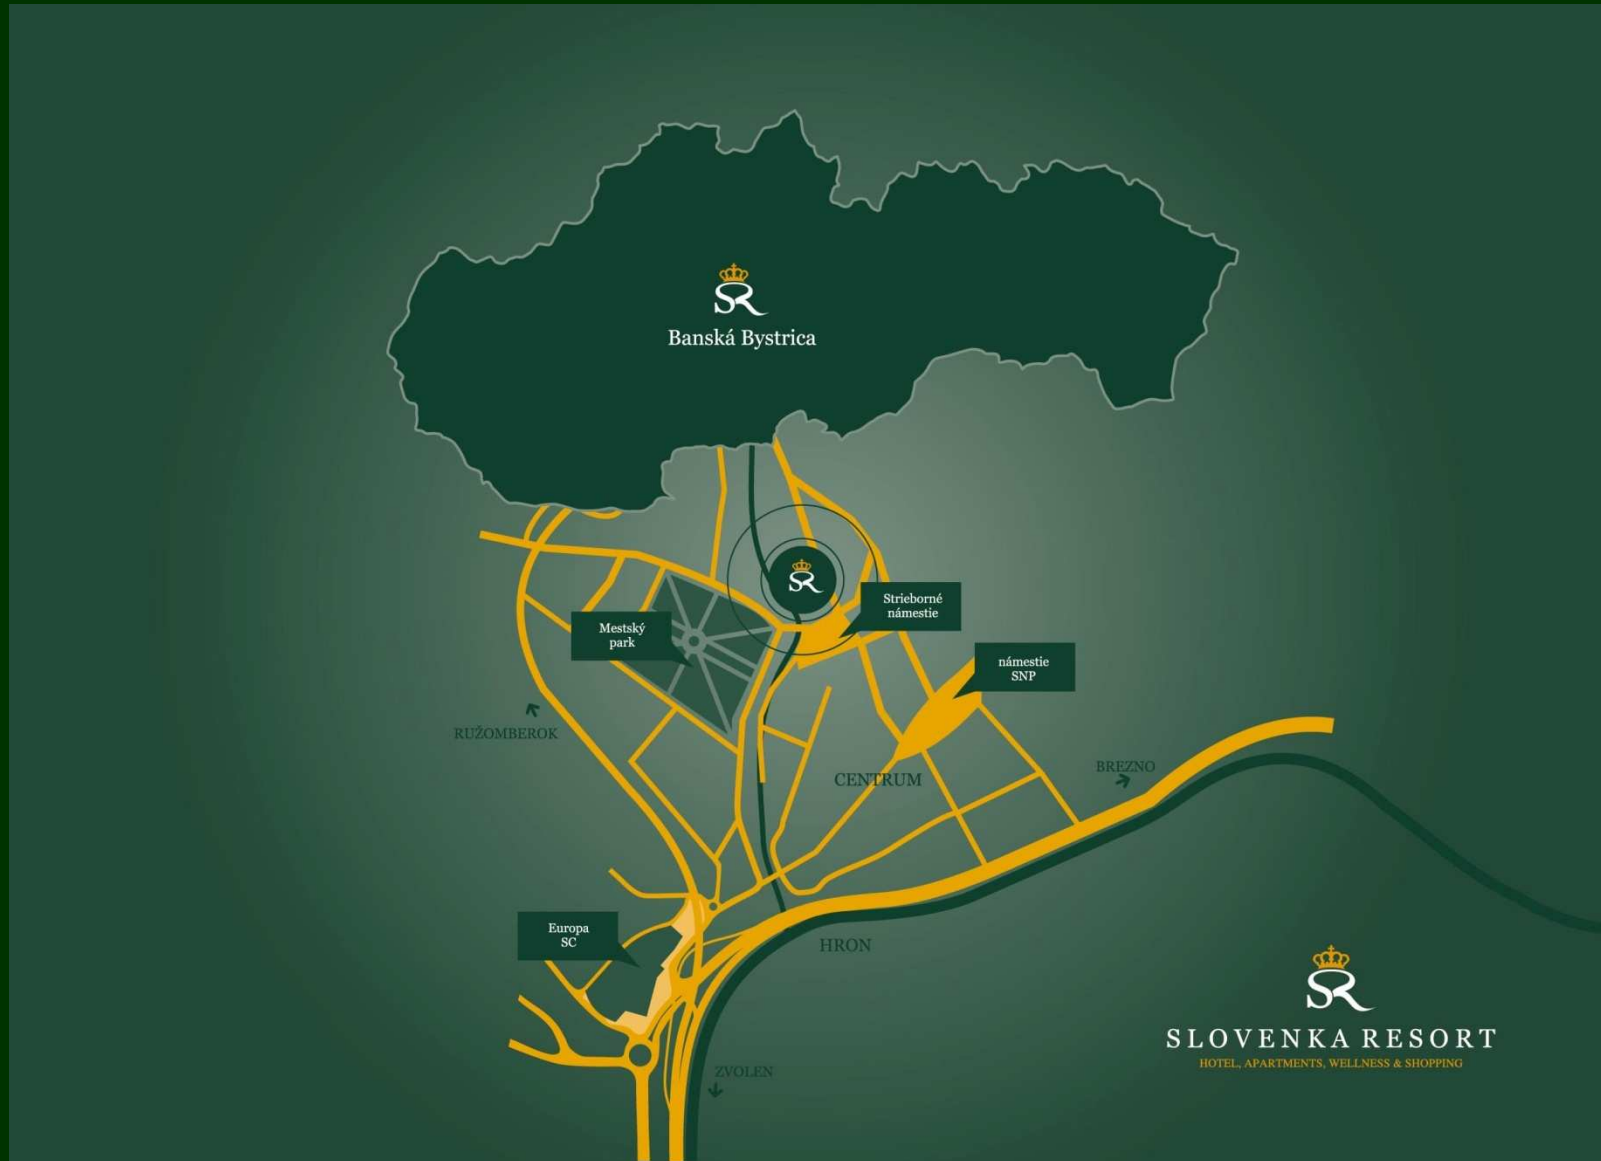 SR
Banská Bystrica
SR
Strieborné
námestie
Mestský
park
námestie
SNP
RUŽOMBEROK
BREZNO
CENTRUM
Europa
SC
HRON
SR
SLOVENKA RESORT
HOTEL, APARTMENTS, WELLNESS & SHOPPING
ZVOLEN